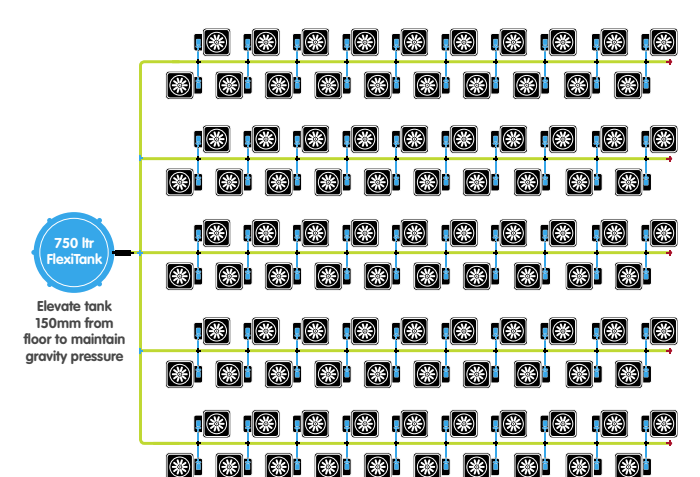 750 ltr
FlexiTank
Elevate tank
150mm from
floor to maintain
gravity pressure